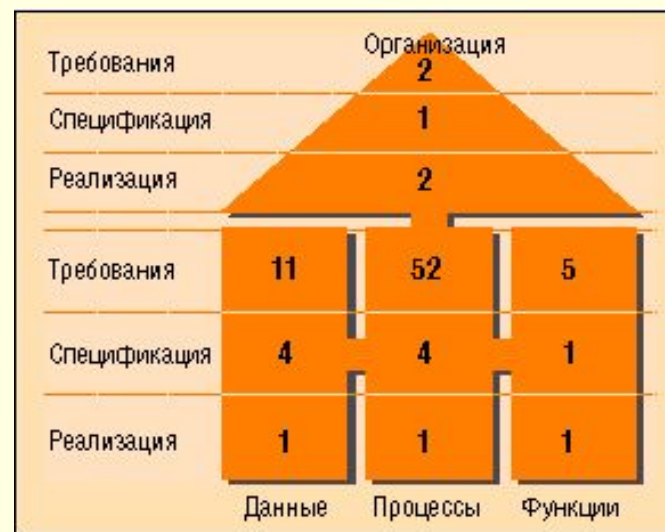 Организация
Требования 2
Спецификация 1
Реализация 2
Требования 11 52 5
Спецификация 4 4 1
Реализация 1 1 1
Данные Процессы Функции